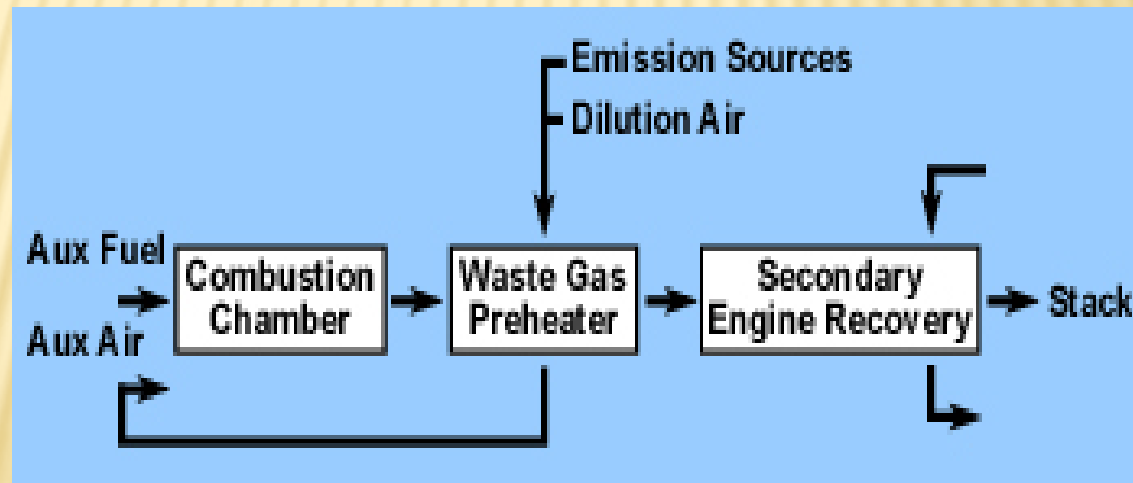 Emission Sources
Dilution Air
Aux Fuel
Aux Air
Combustion
Chamber
Waste Gas
Preheater
Secondary
Engine Recovery
Stack